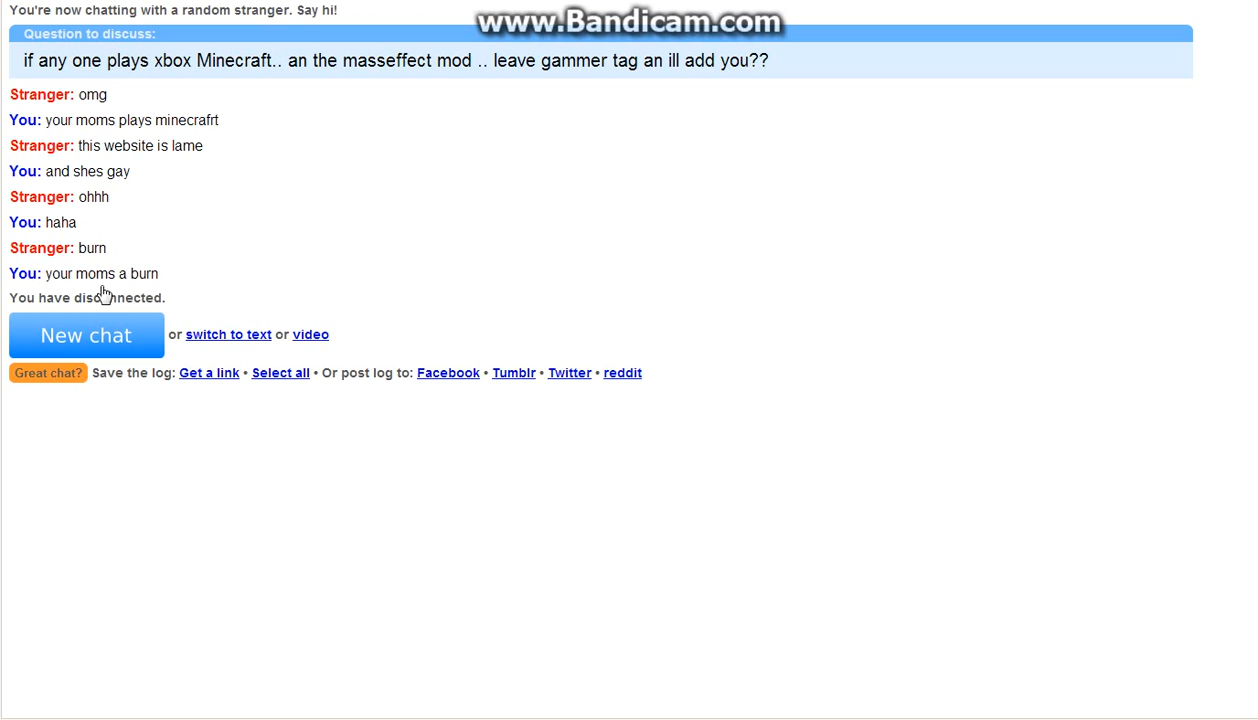 You're now chatting with a random stranger. Say hi!
www.Bandicam.com
Question to discuss:
if any one plays xbox Minecraft.. an the masseffect mod .. leave gammer tag an ill add you??
Stranger: omg
You: your moms plays minecrafrt
Stranger: this website is lame
You: and shes gay
Stranger: ohhh
You: haha
Stranger: burn
You: your moms a burn
You have disconnected.
New chat or switch to text or video
Great chat? Save the log: Get a link • Select all • Or post log to: Facebook • Tumblr • Twitter • reddit